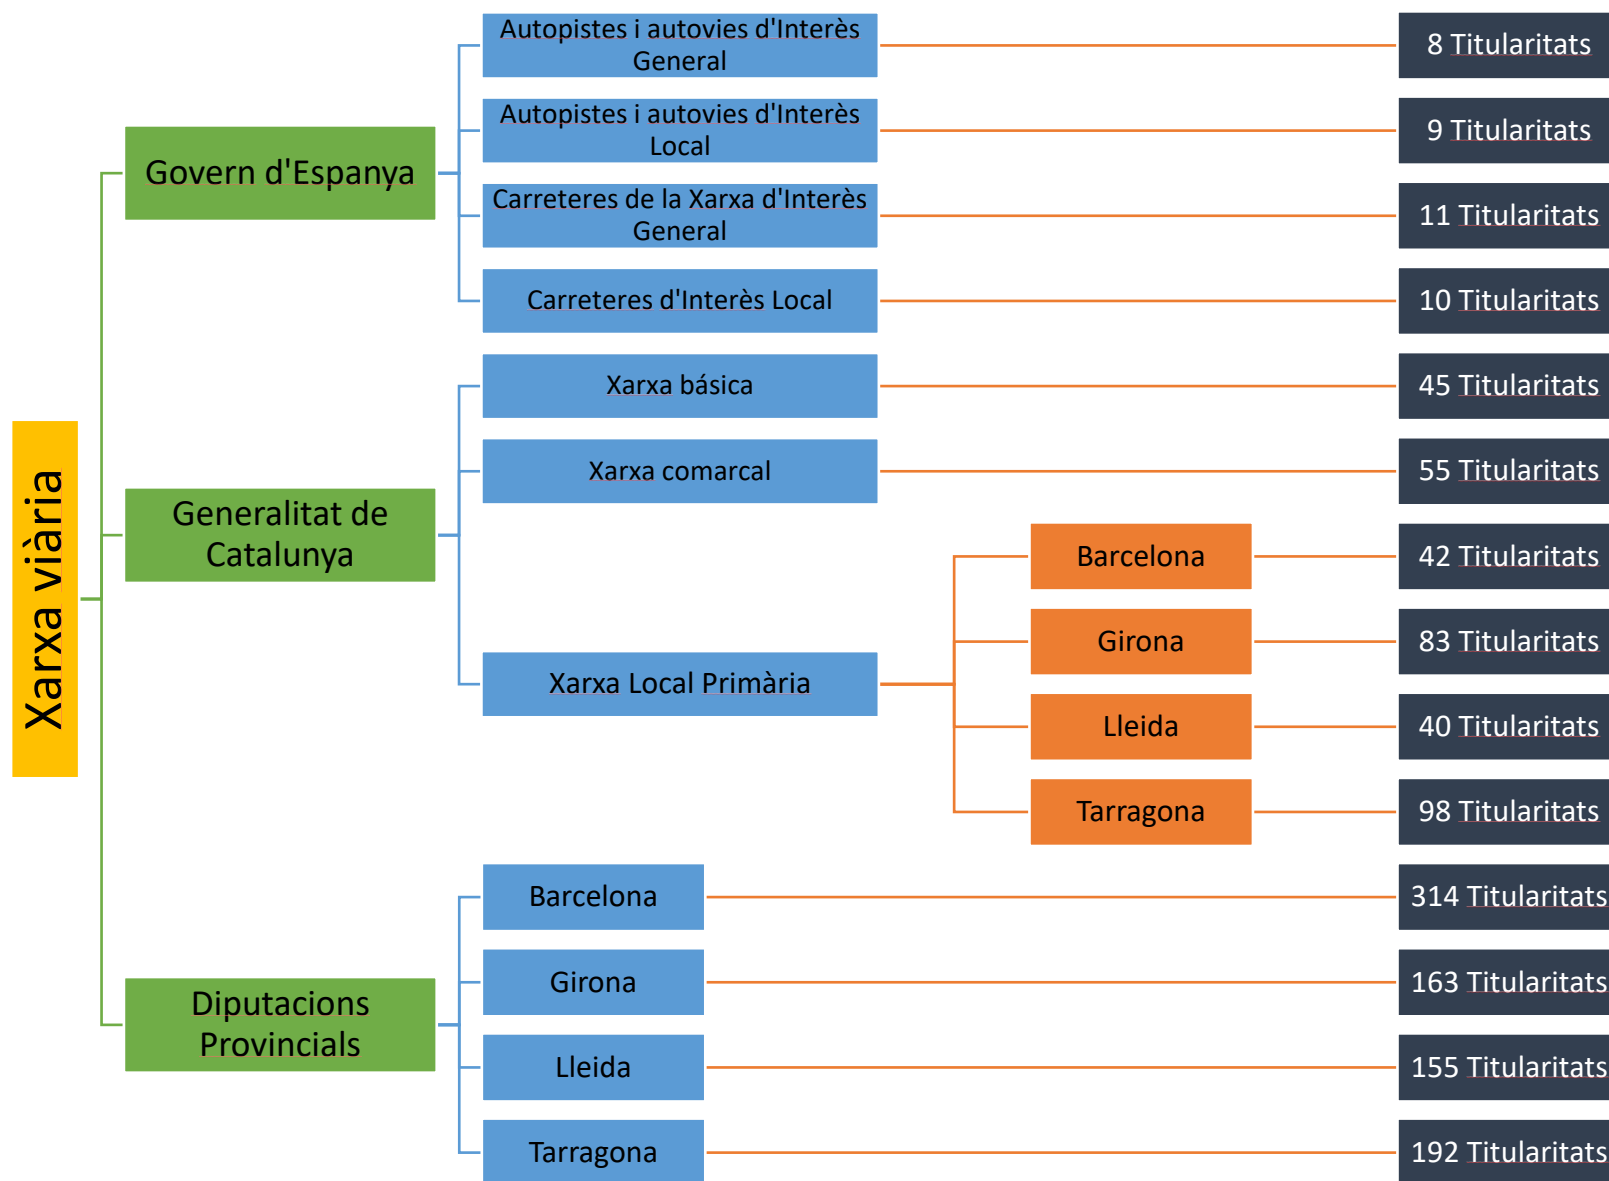 Xarxa viària
Govern d'Espanya
Autopistes i autovies d'Interès
General
8 Titularitats
Autopistes i autovies d'Interès
Local
9 Titularitats
Carreteres de la Xarxa d'Interès
General
11 Titularitats
Carreteres d'Interès Local
10 Titularitats
Generalitat de
Catalunya
Xarxa básica
45 Titularitats
Xarxa comarcal
55 Titularitats
Xarxa Local Primària
Barcelona
42 Titularitats
Girona
83 Titularitats
Lleida
40 Titularitats
Tarragona
98 Titularitats
Diputacions
Provincials
Barcelona
314 Titularitats
Girona
163 Titularitats
Lleida
155 Titularitats
Tarragona
192 Titularitats